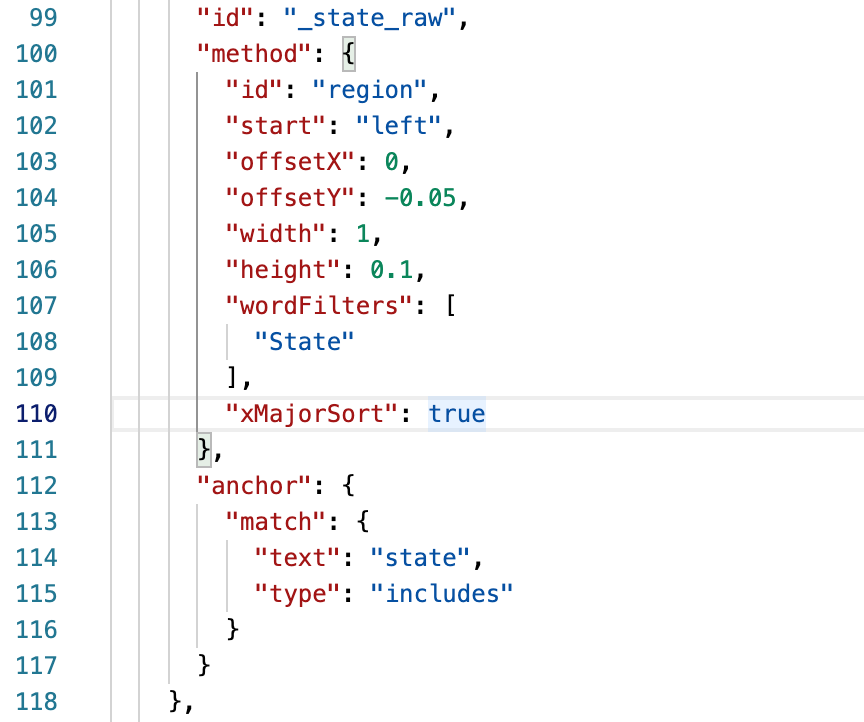 99 "id": "_state_raw",
100 "method": {
101 "id": "region",
102 "start": "left",
103 "offsetX": 0,
104 "offsetY": -0.05,
105 "width": 1,
106 "height": 0.1,
107 "wordFilters": [
108 "State"
109 ],
110 "xMajorSort": true
111 },
112 "anchor": {
113 "match": {
114 "text": "state",
115 "type": "includes"
116 }
117 }
118 },